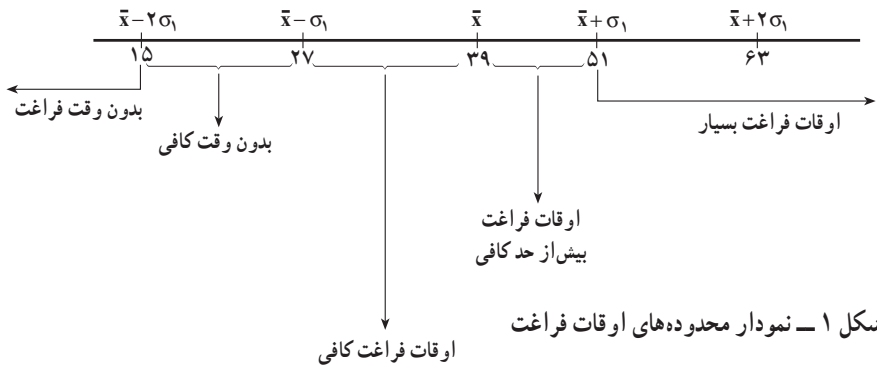 x̄−۲σ₁ x̄−σ₁ x̄ x̄+σ₁ x̄+۲σ₁
۱۵ ۲۷ ۳۹ ۵۱ ۶۳
بدون وقت فراغت
بدون وقت کافی
اوقات فراغت بسیار
اوقات فراغت
بیش‌از حد کافی
اوقات فراغت کافی
شکل ۱ ــ نمودار محدوده‌های اوقات فراغت